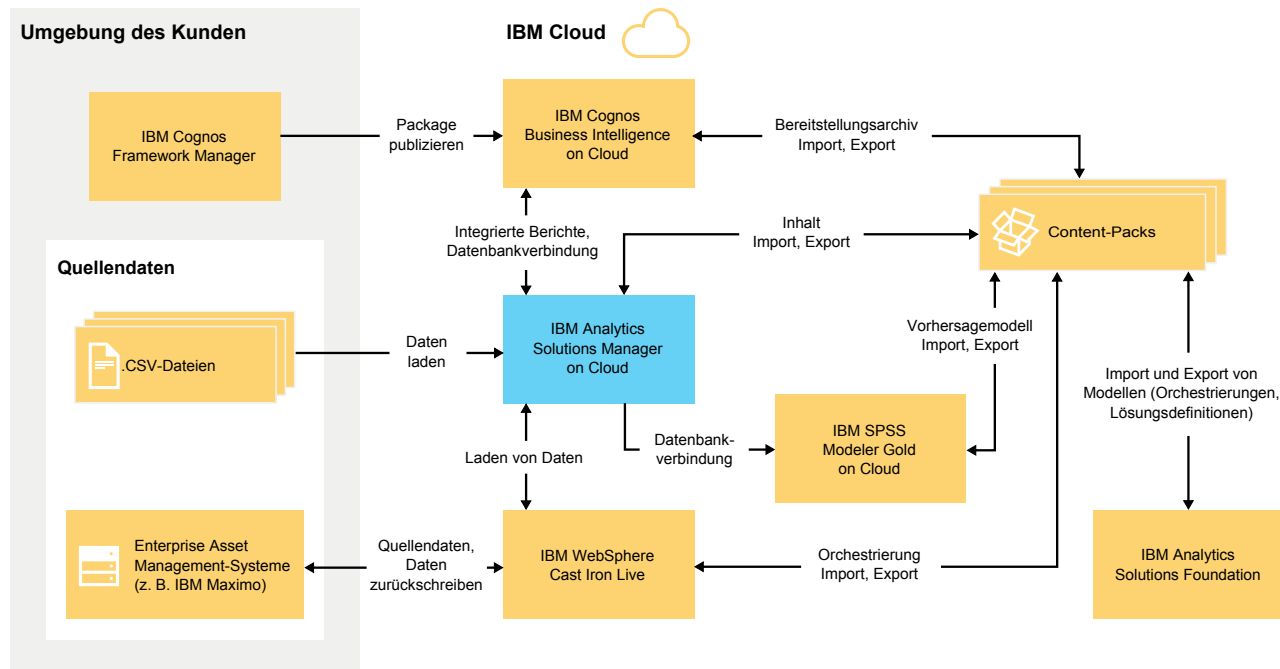 Umgebung des Kunden
IBM Cloud
IBM Cognos
Framework Manager
Package
publizieren
IBM Cognos
Business Intelligence
on Cloud
Bereitstellungsarchiv
Import, Export
Integrierte Berichte,
Datenbankverbindung
Inhalt
Import, Export
Content-Packs
Quellendaten
.CSV-Dateien
Daten
laden
IBM Analytics
Solutions Manager
on Cloud
Vorhersagemodell
Import, Export
Import und Export von
Modellen (Orchestrierungen,
Lösungsdefinitionen)
Laden von Daten
Datenbank-
verbindung
IBM SPSS
Modeler Gold
on Cloud
Enterprise Asset
Management-Systeme
(z. B. IBM Maximo)
Quellendaten,
Daten
zurückschreiben
IBM WebSphere
Cast Iron Live
Orchestrierung
Import, Export
IBM Analytics
Solutions Foundation